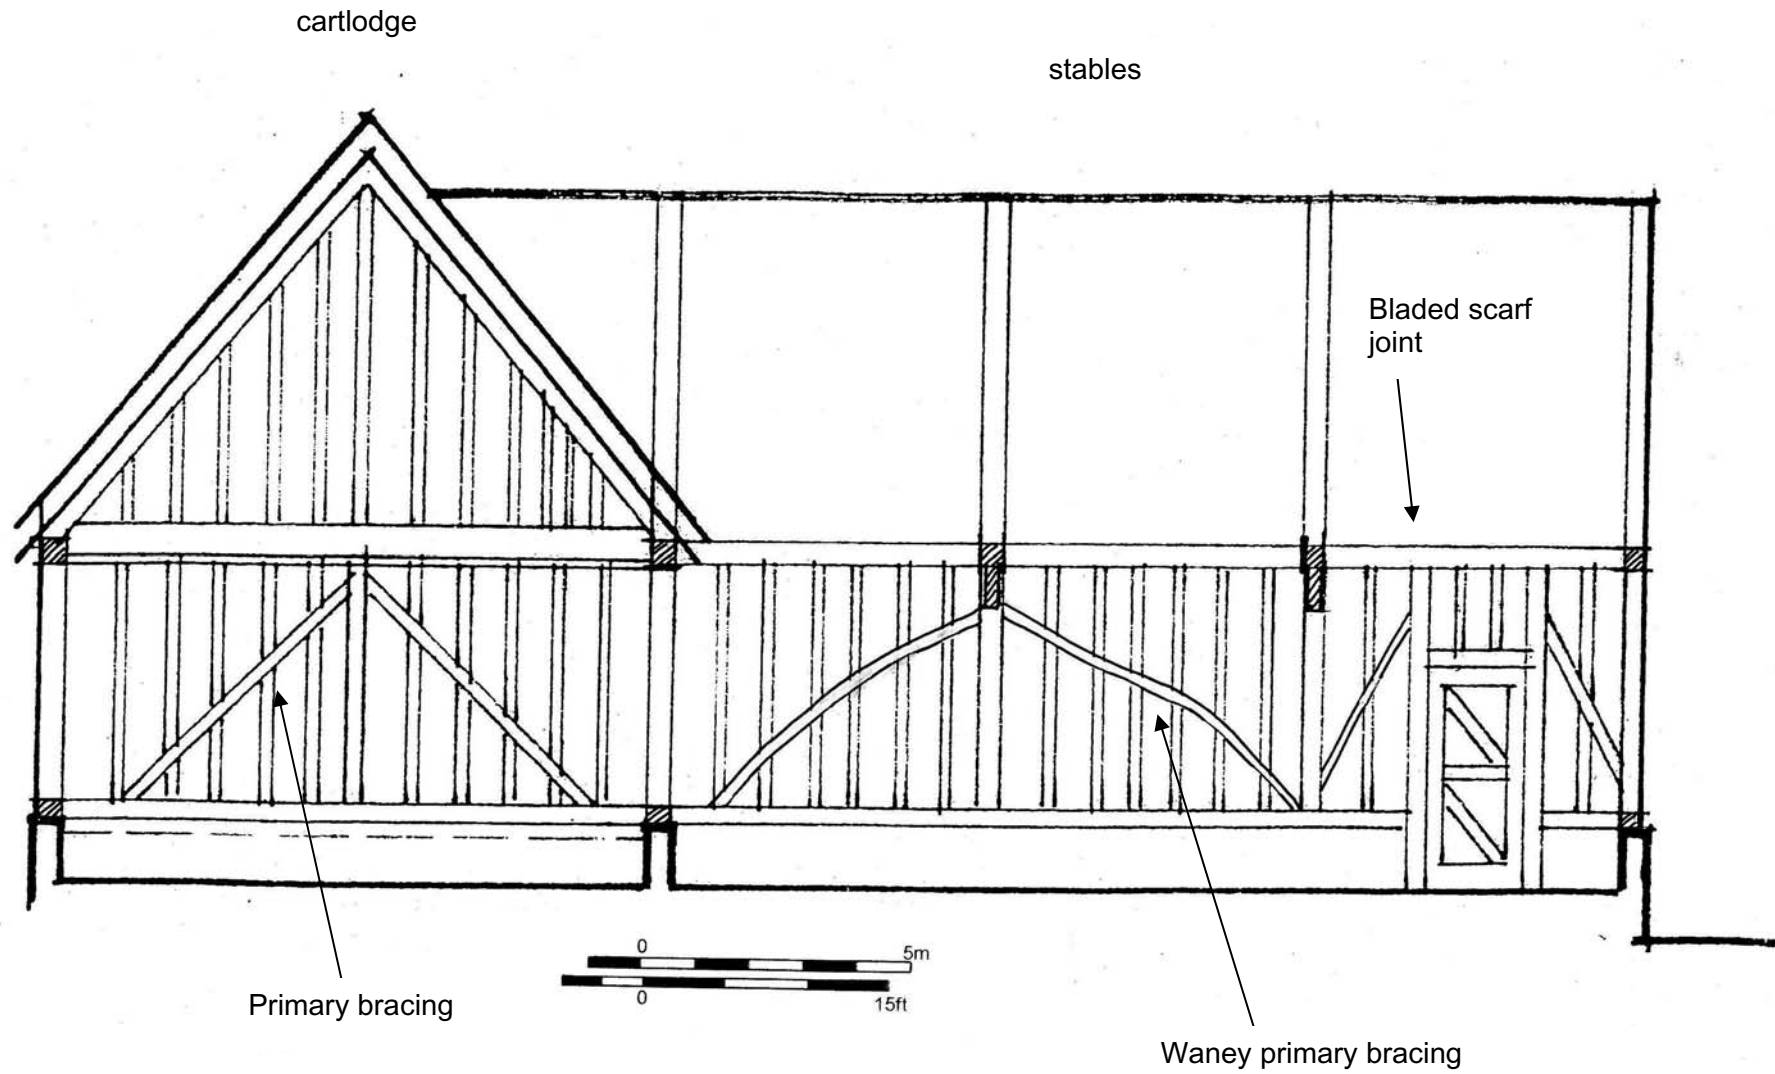 cartlodge
stables
Bladed scarf
joint
0
5m
0
15ft
Primary bracing
Waney primary bracing